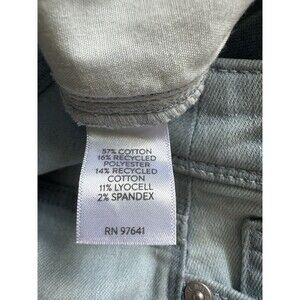 57% COTTON
16% RECYCLED
POLYESTER
14% RECYCLED
COTTON
11% LYOCELL
2% SPANDEX
RN 97641